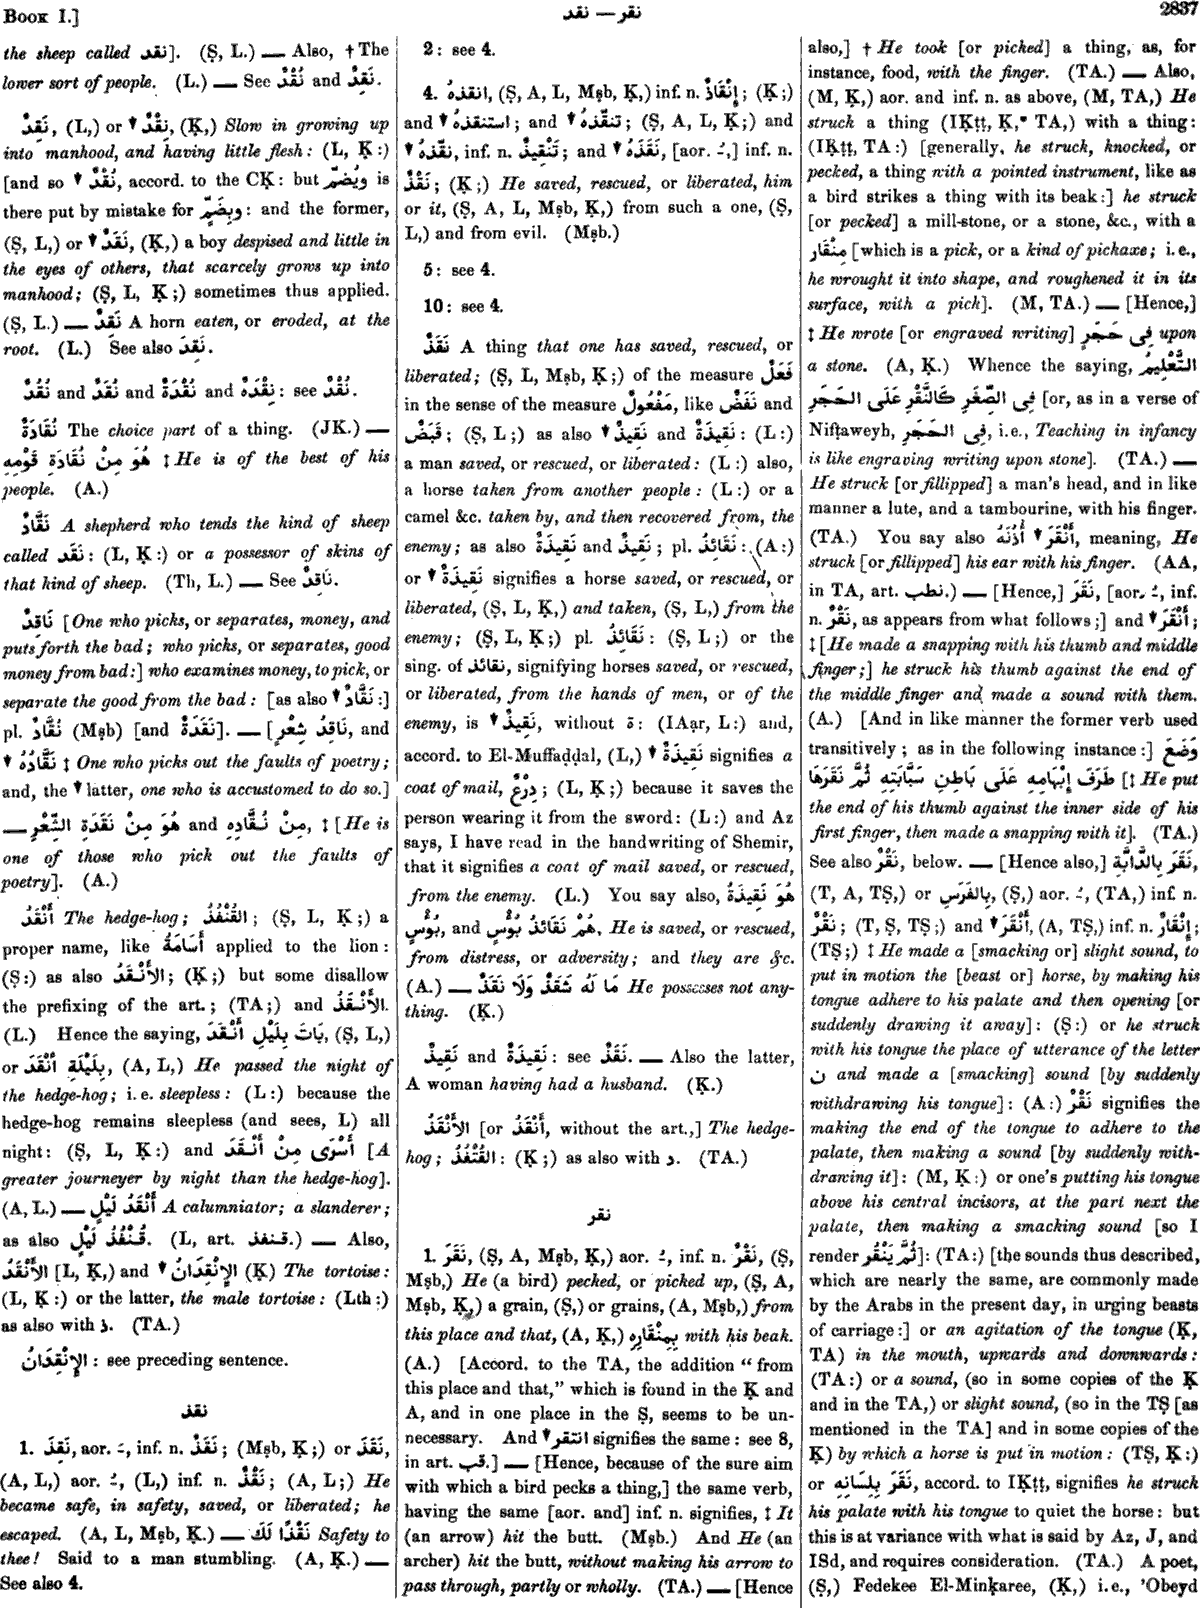 Book I.]
نقد — نقر
2837
the sheep called نقد]. (Ṣ, L.) — Also, † The
lower sort of people. (L.) — See نُقْدٌ and نَقِدٌ.
نَقِدٌ, (L,) or ▼ نِقْدٌ, (Ḳ,) Slow in growing up
into manhood, and having little flesh: (L, Ḳ:)
[and so ▼ نُقْدٌ, accord. to the CḲ: but وَيُضَمُّ is
there put by mistake for وَبِضَمٍّ: and the former,
(Ṣ, L,) or ▼ نَقَدٌ, (Ḳ,) a boy despised and little in
the eyes of others, that scarcely grows up into
manhood; (Ṣ, L, Ḳ;) sometimes thus applied.
(Ṣ, L.) — نَقِدٌ A horn eaten, or eroded, at the
root. (L.) See also نَقِدَ.
نُقُدٌ and نَقَدٌ and نُقْدَةٌ and نِقْدَةٌ: see نُقْدٌ.
نُقَادَةٌ The choice part of a thing. (JK.) —
هُوَ مِنْ نُقَادَةِ قَوْمِهِ ‡ He is of the best of his
people. (A.)
نَقَّادٌ A shepherd who tends the kind of sheep
called نَقَد: (L, Ḳ:) or a possessor of skins of
that kind of sheep. (Th, L.) — See نَاقِدٌ.
نَاقِدٌ [One who picks, or separates, money, and
puts forth the bad; who picks, or separates, good
money from bad:] who examines money, to pick, or
separate the good from the bad: [as also ▼ نَقَّادٌ:]
pl. نُقَّادٌ (Mṣb) [and نَقَدَةٌ]. — [نَاقِدُ شِعْرٍ, and
▼ نَقَّادُهُ ‡ One who picks out the faults of poetry;
and, the ▼ latter, one who is accustomed to do so.]
— هُوَ مِنْ نَقَدَةِ الشِّعْرِ and مِنْ نُقَّادِهِ, ‡ [He is
one of those who pick out the faults of
poetry]. (A.)
أَنْقَدُ The hedge-hog; القُنْفُذُ; (Ṣ, L, Ḳ;) a
proper name, like أُسَامَةُ applied to the lion:
(Ṣ:) as also الأَنْقَدُ; (Ḳ;) but some disallow
the prefixing of the art.; (TA;) and الأَنْقَذُ.
(L.) Hence the saying, بَاتَ بِلَيْلِ أَنْقَدَ, (Ṣ, L,)
or بِلَيْلَةِ أَنْقَدَ, (A, L,) He passed the night of
the hedge-hog; i. e. sleepless: (L:) because the
hedge-hog remains sleepless (and sees, L) all
night: (Ṣ, L, Ḳ:) and أَسْرَى مِنْ أَنْقَدَ [A
greater journeyer by night than the hedge-hog].
(A, L.) — أَنْقَدُ لَيْلٍ A calumniator; a slanderer;
as also قُنْفُذُ لَيْلٍ. (L, art. قنفذ.) — Also,
الأَنْقَدُ [L, Ḳ,) and ▼ الإِنْقِدَانُ (Ḳ) The tortoise:
(L, Ḳ:) or the latter, the male tortoise: (Lth:)
as also with ذ. (TA.)
الإِنْقِدَانُ: see preceding sentence.
نقذ
1. نَقِذَ, aor. ـَ, inf. n. نَقَذٌ; (Mṣb, Ḳ;) or نَقَذَ,
(A, L,) aor. ـُ, (L,) inf. n. نَقْذٌ; (A, L;) He
became safe, in safety, saved, or liberated; he
escaped. (A, L, Mṣb, Ḳ.) — نَقْذًا لَكَ Safety to
thee! Said to a man stumbling. (A, Ḳ.) —
See also 4.
2: see 4.
4. انقذهُ, (Ṣ, A, L, Mṣb, Ḳ,) inf. n. إِنْقَاذٌ; (Ḳ;)
and ▼ استنقذهُ; and ▼ تنقّذهُ; (Ṣ, A, L, Ḳ;) and
▼ نقّذهُ, inf. n. تَنْقِيذٌ; and ▼ نَقَذَهُ, [aor. ـُ,] inf. n.
نَقْذٌ; (Ḳ;) He saved, rescued, or liberated, him
or it, (Ṣ, A, L, Mṣb, Ḳ,) from such a one, (Ṣ,
L,) and from evil. (Mṣb.)
5: see 4.
10: see 4.
نَقَذٌ A thing that one has saved, rescued, or
liberated; (Ṣ, L, Mṣb, Ḳ;) of the measure فَعَلٌ
in the sense of the measure مَفْعُولٌ, like نَفَضٌ and
قَبَضٌ; (Ṣ, L;) as also ▼ نَقِيذٌ and نَقِيذَةٌ: (L:)
a man saved, or rescued, or liberated: (L:) also,
a horse taken from another people: (L:) or a
camel &c. taken by, and then recovered from, the
enemy; as also نَقِيذٌ and نَقِيذَةٌ; pl. نَقَائِذُ: (A:)
or ▼ نَقِيذَةٌ signifies a horse saved, or rescued, or
liberated, (Ṣ, L, Ḳ,) and taken, (Ṣ, L,) from the
enemy; (Ṣ, L, Ḳ;) pl. نَقَائِذُ: (Ṣ, L;) or the
sing. of نقائذ, signifying horses saved, or rescued,
or liberated, from the hands of men, or of the
enemy, is ▼ نَقِيذٌ, without ة: (IAạr, L:) and,
accord. to El-Muffaḍḍal, (L,) ▼ نَقِيذَةٌ signifies a
coat of mail, دِرْعٌ; (L, Ḳ;) because it saves the
person wearing it from the sword: (L:) and Az
says, I have read in the handwriting of Shemir,
that it signifies a coat of mail saved, or rescued,
from the enemy. (L.) You say also, هُوَ نَقِيذَةُ
بُؤْسٍ, and هُمْ نَقَائِذُ بُؤْسٍ, He is saved, or rescued,
from distress, or adversity; and they are &c.
(A.) — مَا لَهُ شَقَذٌ وَلَا نَقَذٌ He possesses not any-
thing. (Ḳ.)
نَقِيذٌ and نَقِيذَةٌ: see نَقَذٌ. — Also the latter,
A woman having had a husband. (Ḳ.)
الأَنْقَذُ [or أَنْقَذُ, without the art.,] The hedge-
hog; القُنْفُذُ: (Ḳ;) as also with د. (TA.)
نقر
1. نَقَرَ, (Ṣ, A, Mṣb, Ḳ,) aor. ـُ, inf. n. نَقْرٌ, (Ṣ,
Mṣb,) He (a bird) pecked, or picked up, (Ṣ, A,
Mṣb, Ḳ,) a grain, (Ṣ,) or grains, (A, Mṣb,) from
this place and that, (A, Ḳ,) بِمِنْقَارِهِ with his beak.
(A.) [Accord. to the TA, the addition “from
this place and that,” which is found in the Ḳ and
A, and in one place in the Ṣ, seems to be un-
necessary. And ▼ انتقر signifies the same: see 8,
in art. قب.] — [Hence, because of the sure aim
with which a bird pecks a thing,] the same verb,
having the same [aor. and] inf. n. signifies, ‡ It
(an arrow) hit the butt. (Mṣb.) And He (an
archer) hit the butt, without making his arrow to
pass through, partly or wholly. (TA.) — [Hence
also,] † He took [or picked] a thing, as, for
instance, food, with the finger. (TA.) — Also,
(M, Ḳ,) aor. and inf. n. as above, (M, TA,) He
struck a thing (IḲṭṭ, Ḳ,* TA,) with a thing:
(IḲṭṭ, TA:) [generally, he struck, knocked, or
pecked, a thing with a pointed instrument, like as
a bird strikes a thing with its beak:] he struck
[or pecked] a mill-stone, or a stone, &c., with a
مِنْقَار [which is a pick, or a kind of pickaxe; i. e.,
he wrought it into shape, and roughened it in its
surface, with a pick]. (M, TA.) — [Hence,]
‡ He wrote [or engraved writing] فِى حَجَرٍ upon
a stone. (A, Ḳ.) Whence the saying, التَّعْلِيمُ
فِى الصِّغَرِ كَالنَّقْرِ عَلَى الحَجَرِ [or, as in a verse of
Nifṭaweyh, فِى الحَجَرِ, i.e., Teaching in infancy
is like engraving writing upon stone]. (TA.) —
He struck [or fillipped] a man's head, and in like
manner a lute, and a tambourine, with his finger.
(TA.) You say also ▼ أَنْقَرَ أُذُنَهُ, meaning, He
struck [or fillipped] his ear with his finger. (AA,
in TA, art. نطب.) — [Hence,] نَقَرَ, [aor. ـُ, inf.
n. نَقْرٌ, as appears from what follows;] and ▼ أَنْقَرَ;
‡ [He made a snapping with his thumb and middle
finger;] he struck his thumb against the end of
the middle finger and made a sound with them.
(A.) [And in like manner the former verb used
transitively; as in the following instance:] وَضَعَ
طَرَفَ إِبْهَامِهِ عَلَى بَاطِنِ سَبَّابَتِهِ ثُمَّ نَقَرَهَا [‡ He put
the end of his thumb against the inner side of his
first finger, then made a snapping with it]. (TA.)
See also نَقْرٌ, below. — [Hence also,] نَقَرَ بِالدَّابَّةِ,
(T, A, TṢ,) or بِالفَرَسِ, (Ṣ,) aor. ـُ, (TA,) inf. n.
نَقْرٌ; (T, Ṣ, TṢ;) and ▼ أَنْقَرَ, (A, TṢ,) inf. n. إِنْقَارٌ;
(TṢ;) ‡ He made a [smacking or] slight sound, to
put in motion the [beast or] horse, by making his
tongue adhere to his palate and then opening [or
suddenly drawing it away]: (Ṣ:) or he struck
with his tongue the place of utterance of the letter
ن and made a [smacking] sound [by suddenly
withdrawing his tongue]: (A:) نَقْرٌ signifies the
making the end of the tongue to adhere to the
palate, then making a sound [by suddenly with-
drawing it]: (M, Ḳ:) or one's putting his tongue
above his central incisors, at the part next the
palate, then making a smacking sound [so I
render ثُمَّ يَنْقُر]: (TA:) [the sounds thus described,
which are nearly the same, are commonly made
by the Arabs in the present day, in urging beasts
of carriage:] or an agitation of the tongue (Ḳ,
TA) in the mouth, upwards and downwards:
(TA:) or a sound, (so in some copies of the Ḳ
and in the TA,) or slight sound, (so in the TṢ [as
mentioned in the TA] and in some copies of the
Ḳ) by which a horse is put in motion: (TṢ, Ḳ:)
or نَقَرَ بِلِسَانِهِ, accord. to IḲṭṭ, signifies he struck
his palate with his tongue to quiet the horse: but
this is at variance with what is said by Az, J, and
ISd, and requires consideration. (TA.) A poet,
(Ṣ,) Fedekee El-Minḳaree, (Ḳ,) i. e., 'Obeyd